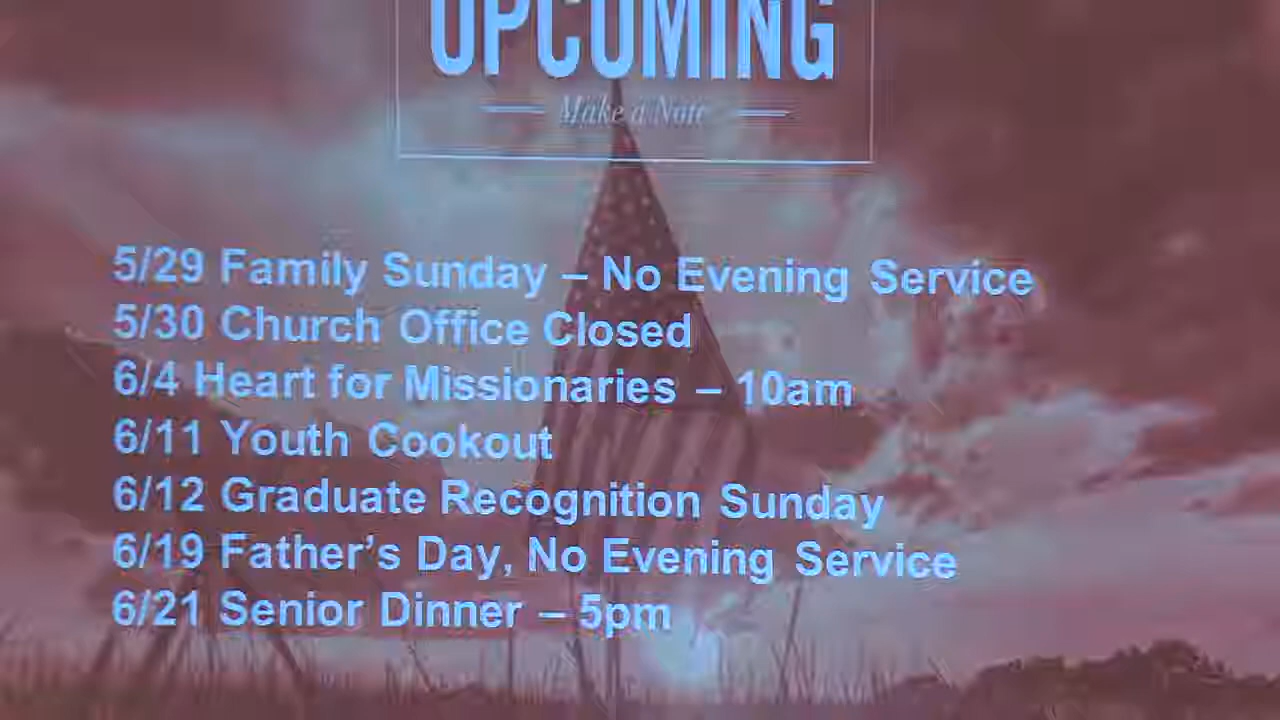 UPCOMING
Make a Note
5/29 Family Sunday – No Evening Service
5/30 Church Office Closed
6/4 Heart for Missionaries – 10am
6/11 Youth Cookout
6/12 Graduate Recognition Sunday
6/19 Father's Day, No Evening Service
6/21 Senior Dinner – 5pm